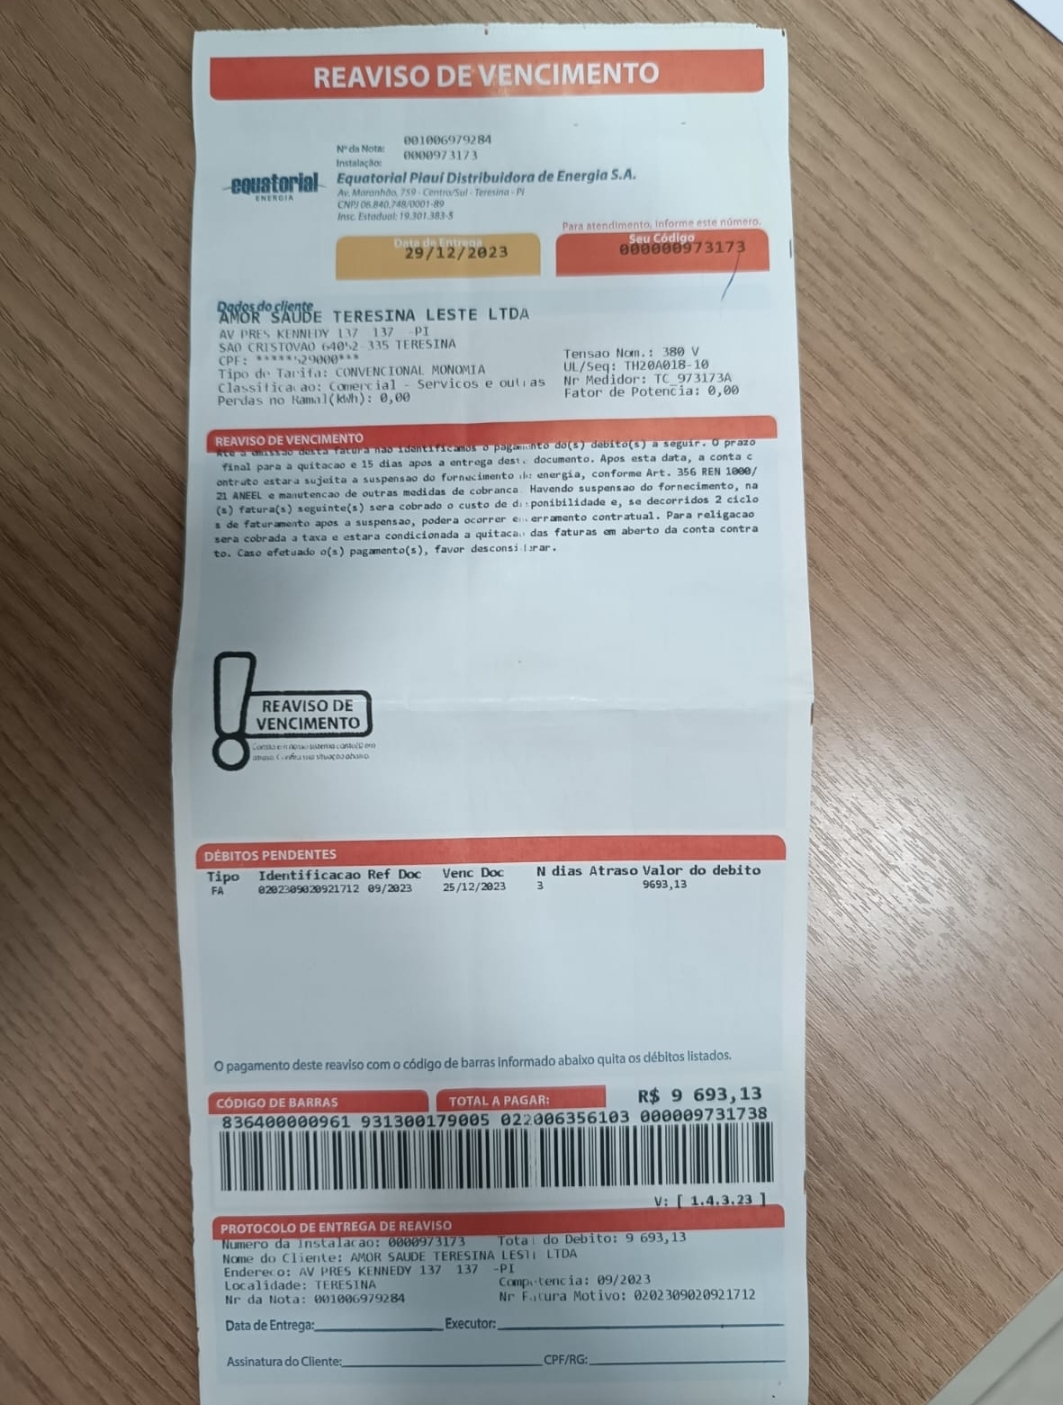 REAVISO DE VENCIMENTO
Nº da Nota: 001006979284
Instalação: 0000973173
equatorial
ENERGIA
Equatorial Piauí Distribuidora de Energia S.A.
Av. Maranhão, 759 - Centro/Sul - Teresina - PI
CNPJ 06.840.748/0001-89
Insc. Estadual: 19.301.383-5
Para atendimento, informe este número.
Data de Entrega
29/12/2023
Seu Código
000000973173
Dados do cliente
AMOR SAUDE TERESINA LESTE LTDA
AV PRES KENNEDY 137 137 -PI
SAO CRISTOVAO 335 TERESINA
CPF:
Tipo de Tarifa: CONVENCIONAL MONOMIA
Classificacao: Comercial - Servicos e outras
Perdas no Ramal(kWh): 0,00
Tensao Nom.: 380 V
UL/Seq: TH20A018-10
Nr Medidor: TC_973173A
Fator de Potencia: 0,00
REAVISO DE VENCIMENTO
Ate a emissao desta fatura nao identificamos o pagamento do(s) debito(s) a seguir. O prazo
final para a quitacao e 15 dias apos a entrega deste documento. Apos esta data, a conta c
ontrato estara sujeita a suspensao do fornecimento de energia, conforme Art. 356 REN 1000/
21 ANEEL e manutencao de outras medidas de cobranca. Havendo suspensao do fornecimento, na
(s) fatura(s) seguinte(s) sera cobrado o custo de disponibilidade e, se decorridos 2 ciclo
s de faturamento apos a suspensao, podera ocorrer encerramento contratual. Para religacao
sera cobrada a taxa e estara condicionada a quitacao das faturas em aberto da conta contra
to. Caso efetuado o(s) pagamento(s), favor desconsiderar.
REAVISO DE
VENCIMENTO
DÉBITOS PENDENTES
Tipo Identificacao Ref Doc Venc Doc N dias Atraso Valor do debito
FA 0202309020921712 09/2023 25/12/2023 3 9693,13
O pagamento deste reaviso com o código de barras informado abaixo quita os débitos listados.
CÓDIGO DE BARRAS TOTAL A PAGAR: R$ 9 693,13
836400000961 931300179005 022006356103 000009731738
V: [ 1.4.3.23 ]
PROTOCOLO DE ENTREGA DE REAVISO
Numero da Instalacao: 0000973173 Total do Debito: 9 693,13
Nome do Cliente: AMOR SAUDE TERESINA LESTE LTDA
Endereco: AV PRES KENNEDY 137 137 -PI
Localidade: TERESINA Competencia: 09/2023
Nr da Nota: 001006979284 Nr Fatura Motivo: 0202309020921712
Data de Entrega: Executor:
Assinatura do Cliente: CPF/RG: